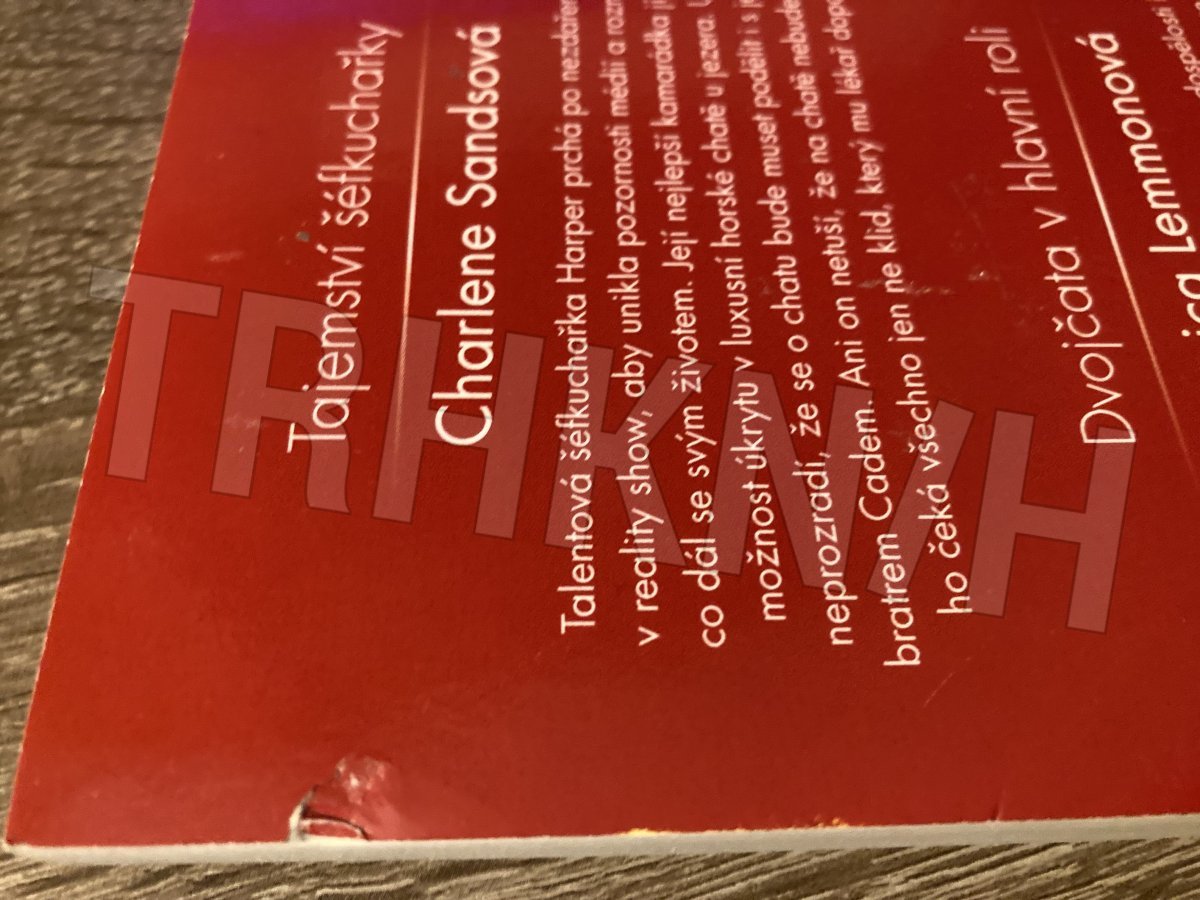 Tajemství šéfkuchařky
Charlene Sandsová
Talentová šéfkuchařka Harper prchá po
v reality show, aby unikla pozornosti médií a
co dál se svým životem. Její nejlepší kamarádka
možnost úkrytu v luxusní horské chatě u jezera.
neprozradí, že se o chatu bude muset podělit i s
bratrem Cadem. Ani on netuší, že na chatě nebude
ho čeká všechno jen ne klid, který mu lékař
Dvojčata v hlavní roli
Lemmonová
TRHKNIH